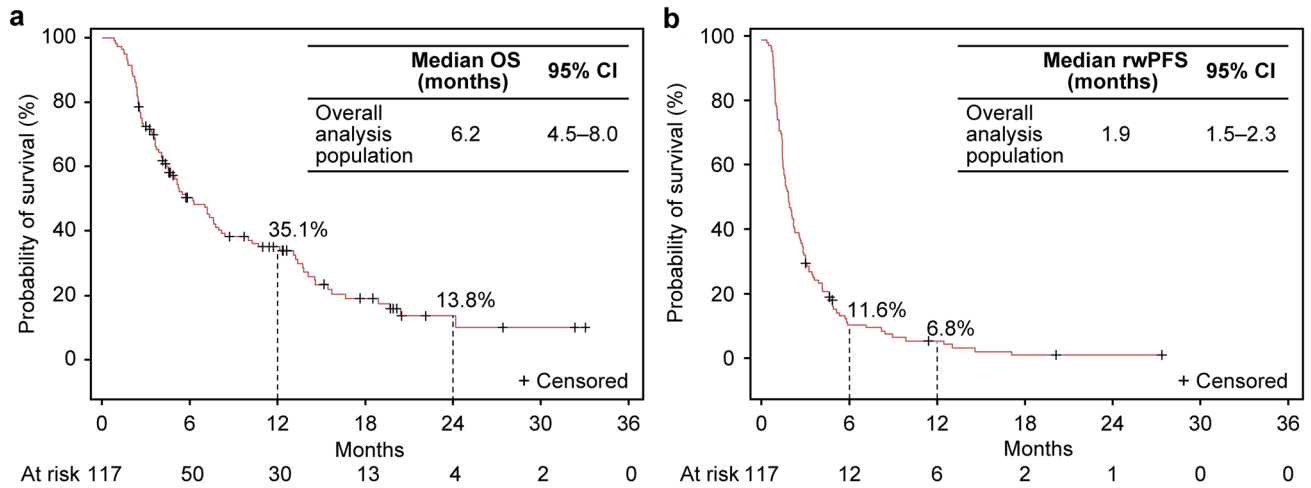 a
Probability of survival (%)
100
80
60
40
20
0
Median OS
(months)
95% CI
Overall
analysis
population
6.2
4.5–8.0
35.1%
13.8%
+ Censored
0 6 12 18 24 30 36
Months
At risk 117 50 30 13 4 2 0
b
Probability of survival (%)
100
80
60
40
20
0
Median rwPFS
(months)
95% CI
Overall
analysis
population
1.9
1.5–2.3
11.6%
6.8%
+ Censored
0 6 12 18 24 30 36
Months
At risk 117 12 6 2 1 0 0